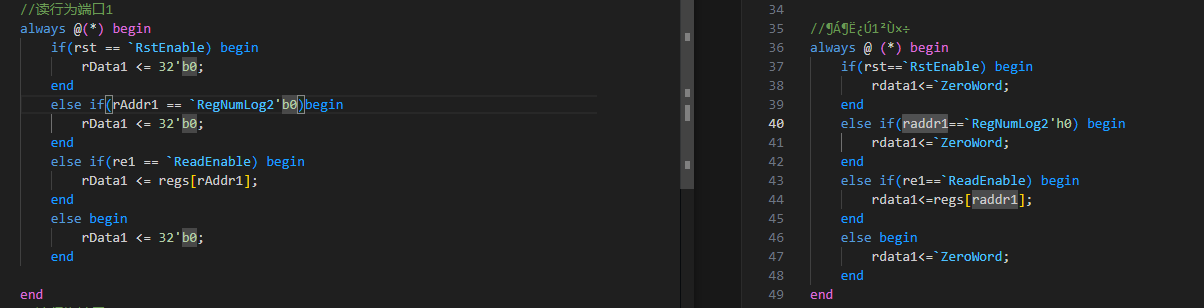 //读行为端口1
always @(*) begin
if(rst == `RstEnable) begin
rData1 <= 32'b0;
end
else if(rAddr1 == `RegNumLog2'b0)begin
rData1 <= 32'b0;
end
else if(re1 == `ReadEnable) begin
rData1 <= regs[rAddr1];
end
else begin
rData1 <= 32'b0;
end
end
34
35 //¶Á¶Ë¿Ú1²Ù×÷
36 always @ (*) begin
37 if(rst==`RstEnable) begin
38 rdata1<=`ZeroWord;
39 end
40 else if(raddr1==`RegNumLog2'h0) begin
41 rdata1<=`ZeroWord;
42 end
43 else if(re1==`ReadEnable) begin
44 rdata1<=regs[raddr1];
45 end
46 else begin
47 rdata1<=`ZeroWord;
48 end
49 end